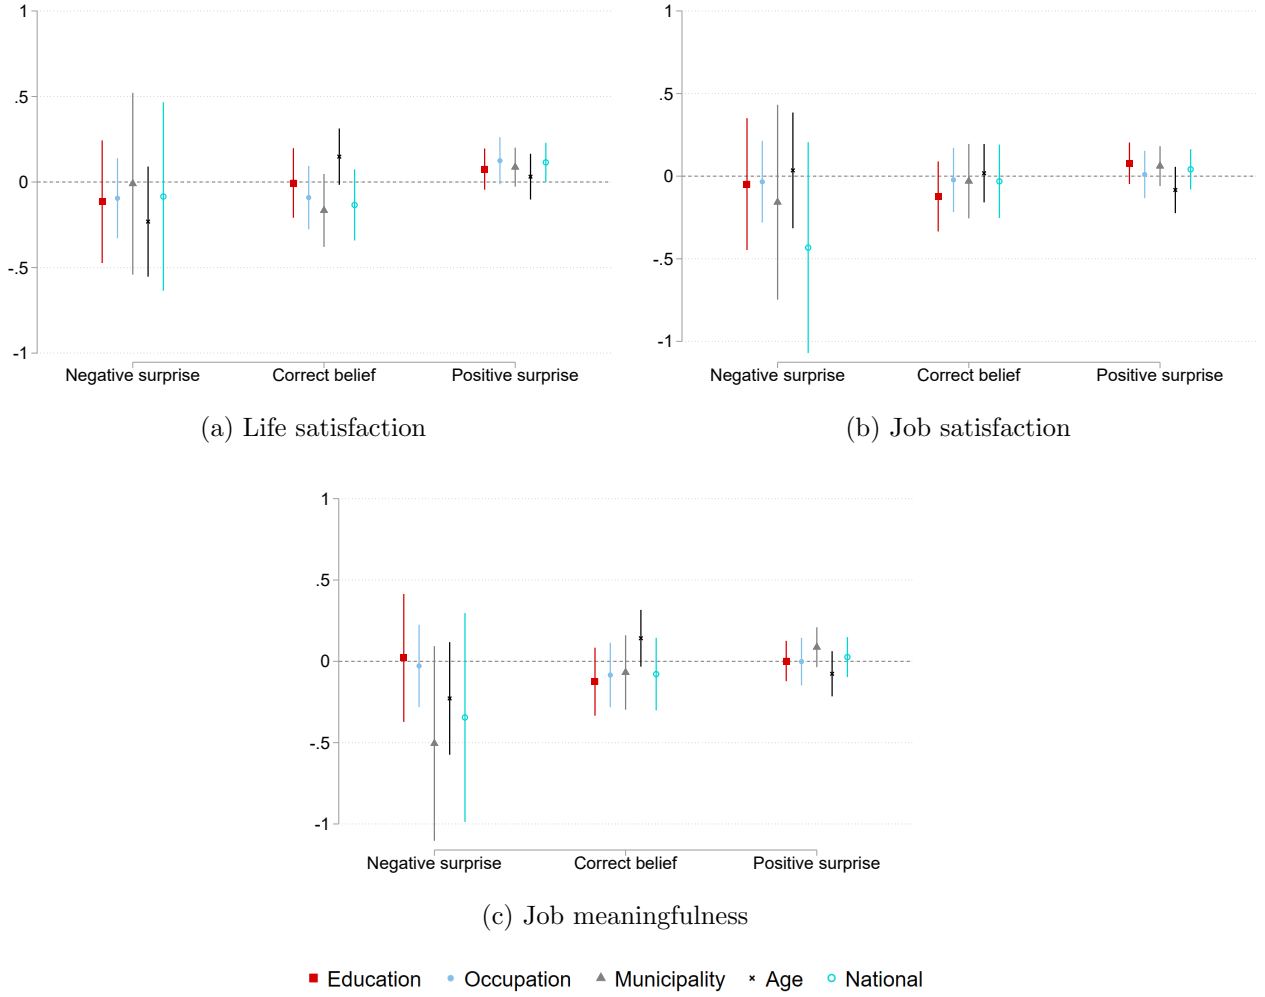 1
.5
0
-.5
-1
Negative surprise Correct belief Positive surprise
(a) Life satisfaction
1
.5
0
-.5
-1
Negative surprise Correct belief Positive surprise
(b) Job satisfaction
1
.5
0
-.5
-1
Negative surprise Correct belief Positive surprise
(c) Job meaningfulness
Education Occupation Municipality Age National